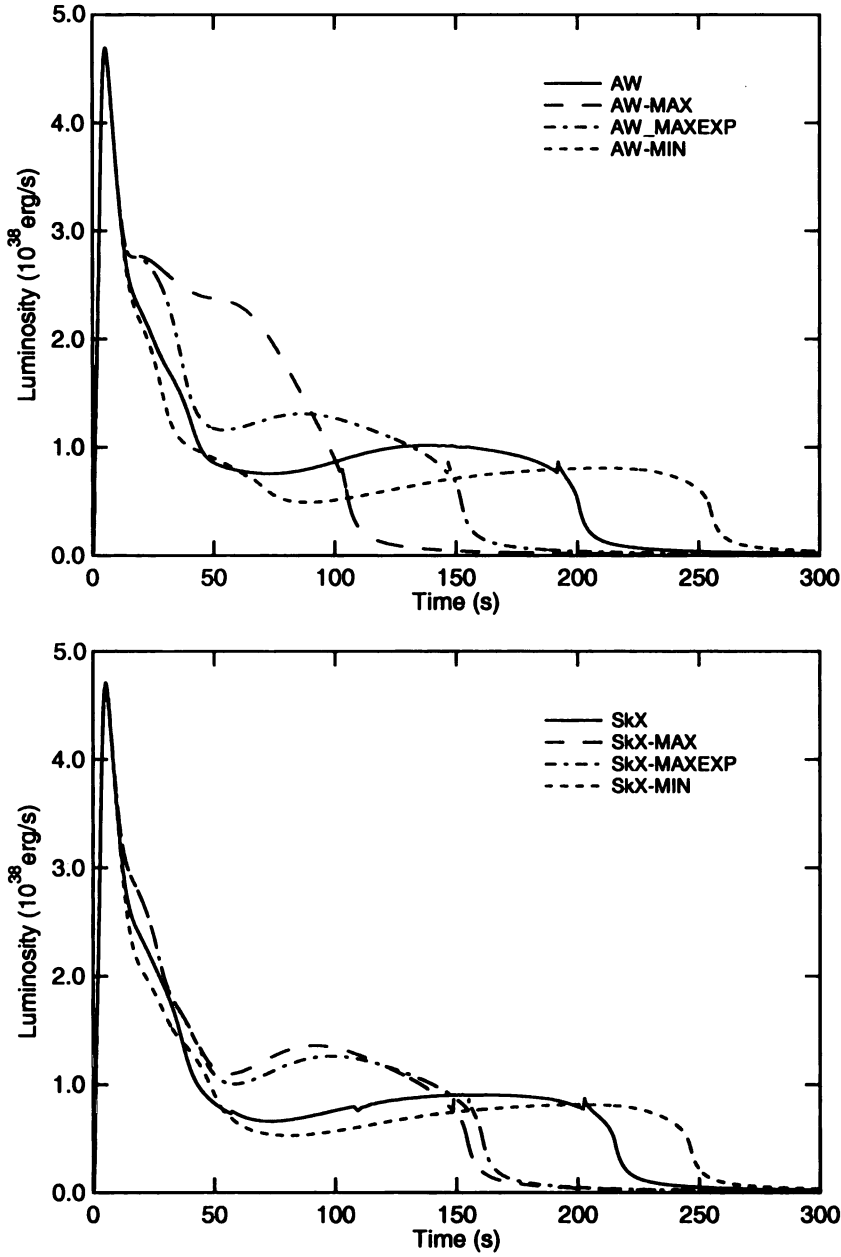 5.0
4.0
3.0
2.0
1.0
0.0
Luminosity (10^38 erg/s)
AW
AW-MAX
AW_MAXEXP
AW-MIN
0 50 100 150 200 250 300
Time (s)
5.0
4.0
3.0
2.0
1.0
0.0
Luminosity (10^38 erg/s)
SkX
SkX-MAX
SkX-MAXEXP
SkX-MIN
0 50 100 150 200 250 300
Time (s)